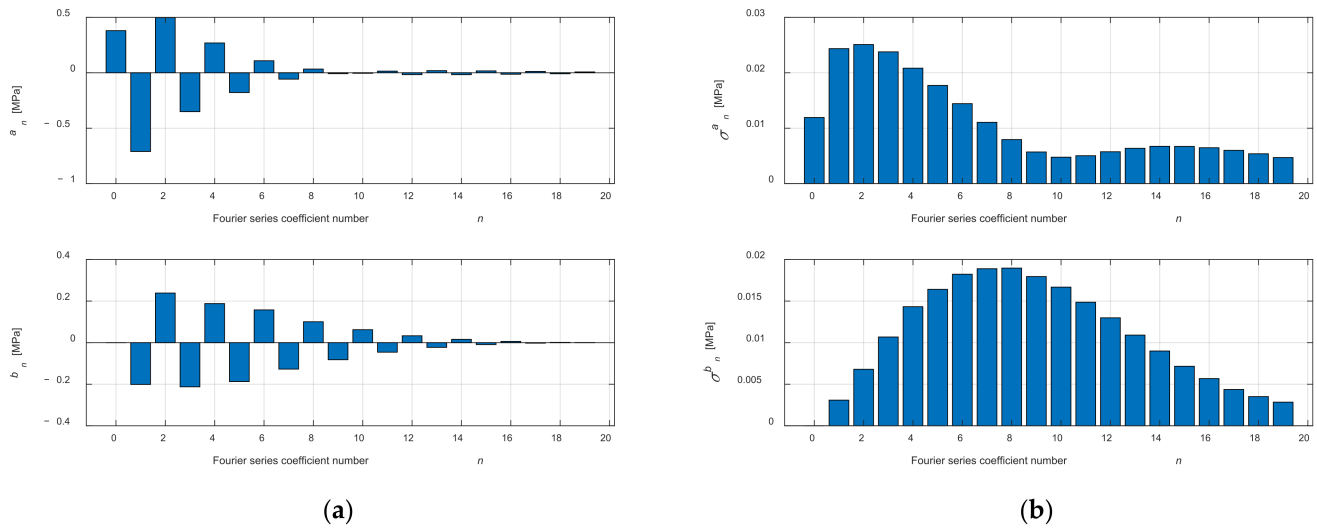 0.5
0
− 0.5
− 1
a n [MPa]
0 2 4 6 8 10 12 14 16 18 20
Fourier series coefficient number n
0.4
0.2
0
− 0.2
− 0.4
b n [MPa]
0 2 4 6 8 10 12 14 16 18 20
Fourier series coefficient number n
(a)
0.03
0.02
0.01
0
σ a n [MPa]
0 2 4 6 8 10 12 14 16 18 20
Fourier series coefficient number n
0.02
0.015
0.01
0.005
0
σ b n [MPa]
0 2 4 6 8 10 12 14 16 18 20
Fourier series coefficient number n
(b)